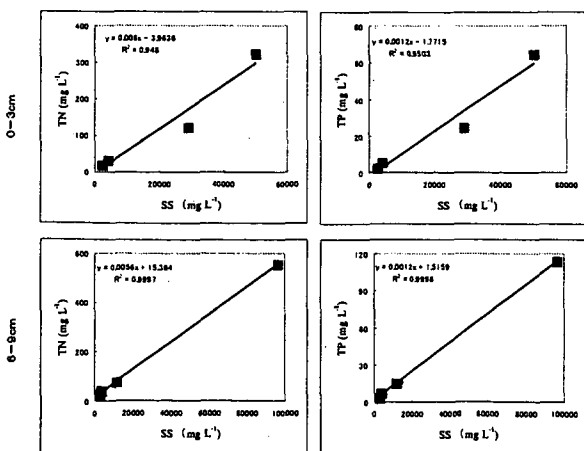 0-3cm
y = 0.006x - 3.9636
R² = 0.948
TN (mg L⁻¹)
400
300
200
100
0
0 20000 40000 60000
SS (mg L⁻¹)
y = 0.0012x - 1.7715
R² = 0.9503
TP (mg L⁻¹)
80
60
40
20
0
0 20000 40000 60000
SS (mg L⁻¹)
6-9cm
y = 0.0056x + 15.384
R² = 0.9997
TN (mg L⁻¹)
600
400
200
0
0 20000 40000 60000 80000 100000
SS (mg L⁻¹)
y = 0.0012x + 1.5159
R² = 0.9996
TP (mg L⁻¹)
120
90
60
30
0
0 20000 40000 60000 80000 100000
SS (mg L⁻¹)